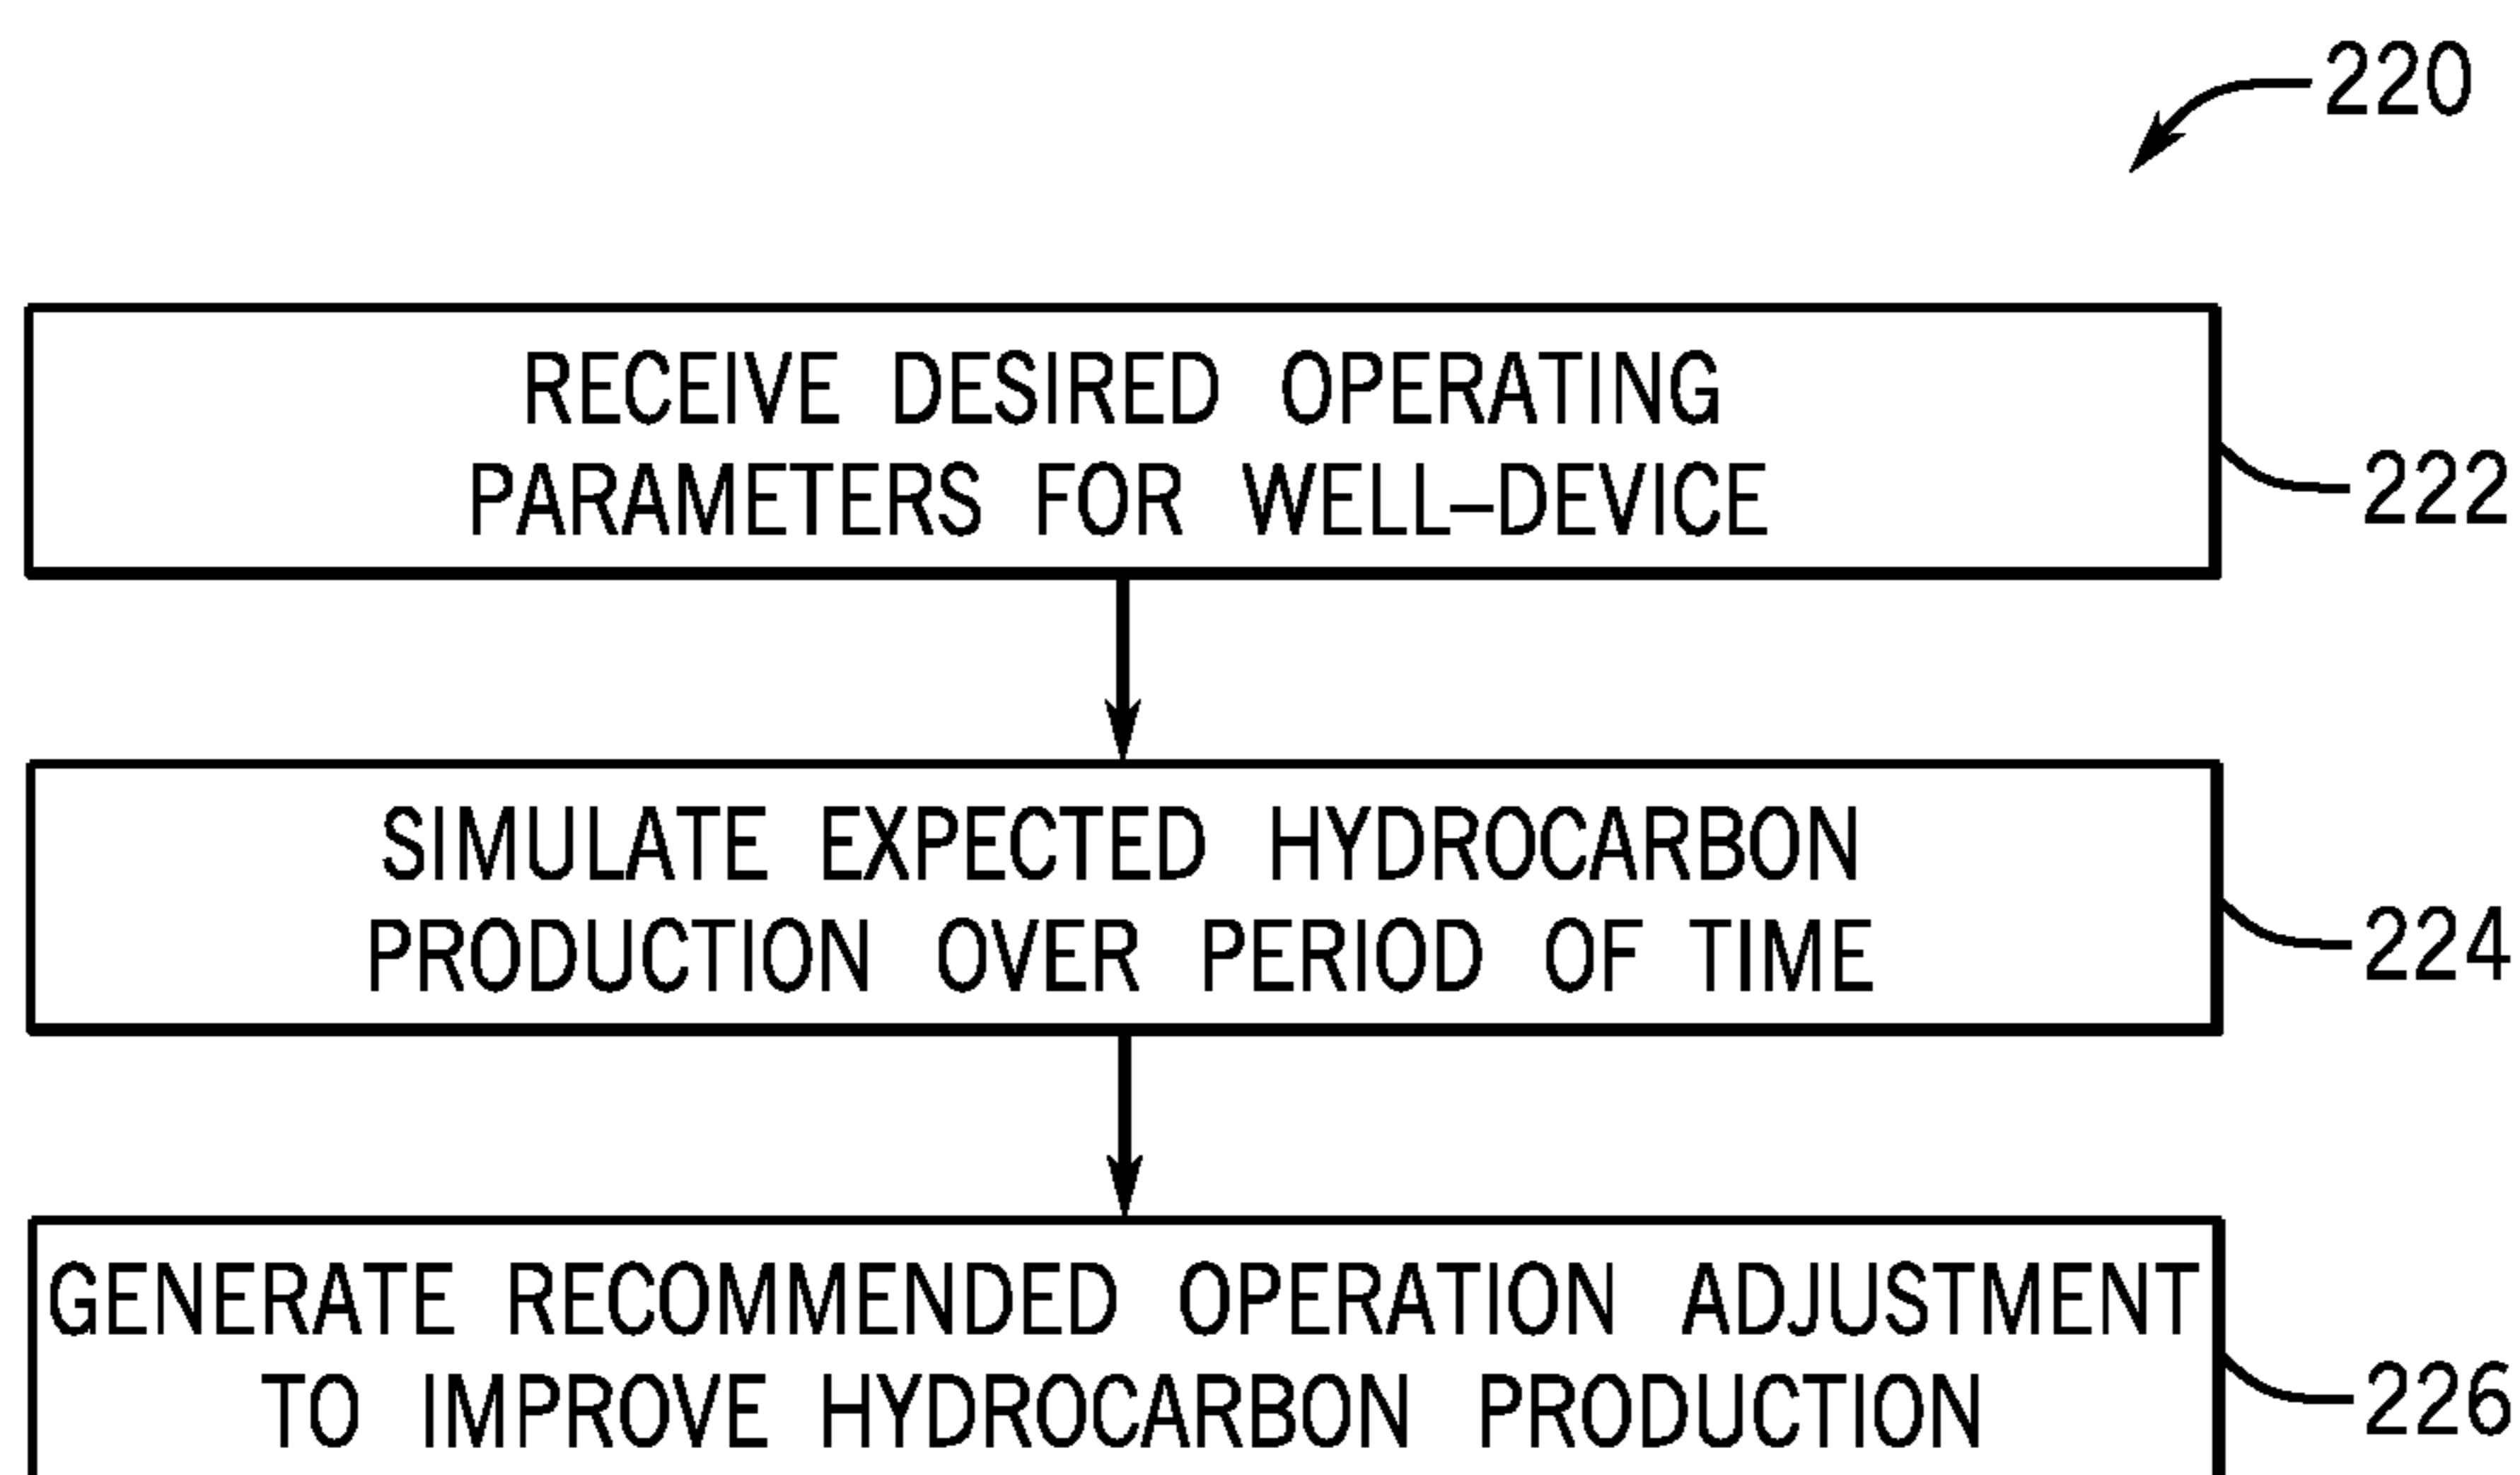 220
RECEIVE DESIRED OPERATING
PARAMETERS FOR WELL–DEVICE
222
SIMULATE EXPECTED HYDROCARBON
PRODUCTION OVER PERIOD OF TIME
224
GENERATE RECOMMENDED OPERATION ADJUSTMENT
TO IMPROVE HYDROCARBON PRODUCTION
226